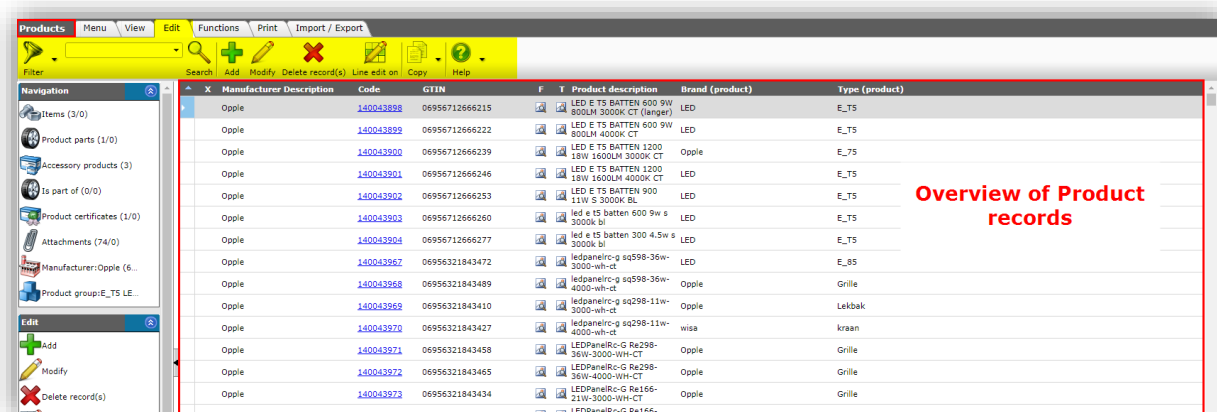 Products Menu View Edit Functions Print Import / Export
Filter Search Add Modify Delete record(s) Line edit on Copy Help
Navigation
Items (3/0)
Product parts (1/0)
Accessory products (3)
Is part of (0/0)
Product certificates (1/0)
Attachments (74/0)
Manufacturer:Opple (6...
Product group:E_T5 LE...
Edit
Add
Modify
Delete record(s)
X Manufacturer Description Code GTIN F T Product description Brand (product) Type (product)
Opple 140043898 06956712666215 LED E T5 BATTEN 600 9W LED E_T5
800LM 3000K CT (langer)
Opple 140043899 06956712666222 LED E T5 BATTEN 600 9W LED E_T5
800LM 4000K CT
Opple 140043900 06956712666239 LED E T5 BATTEN 1200 Opple E_75
18W 1600LM 3000K CT
Opple 140043901 06956712666246 LED E T5 BATTEN 1200 LED E_T5
18W 1600LM 4000K CT
Opple 140043902 06956712666253 LED E T5 BATTEN 900 LED E_T5
11W S 3000K BL
Opple 140043903 06956712666260 led e t5 batten 600 9w s LED E_T5
3000k bl
Opple 140043904 06956712666277 led e t5 batten 300 4.5w s LED E_T5
3000k bl
Opple 140043967 06956321843472 ledpanelrc-g sq598-36w- LED E_85
3000-wh-ct
Opple 140043968 06956321843489 ledpanelrc-g sq598-36w- Opple Grille
4000-wh-ct
Opple 140043969 06956321843410 ledpanelrc-g sq298-11w- Opple Lekbak
3000-wh-ct
Opple 140043970 06956321843427 ledpanelrc-g sq298-11w- wisa kraan
4000-wh-ct
Opple 140043971 06956321843458 LEDPanelRc-G Re298- Opple Grille
36W-3000-WH-CT
Opple 140043972 06956321843465 LEDPanelRc-G Re298- Opple Grille
36W-4000-WH-CT
Opple 140043973 06956321843434 LEDPanelRc-G Re166- Opple Grille
21W-3000-WH-CT
LEDPanelRc-G Re166-
Overview of Product
records